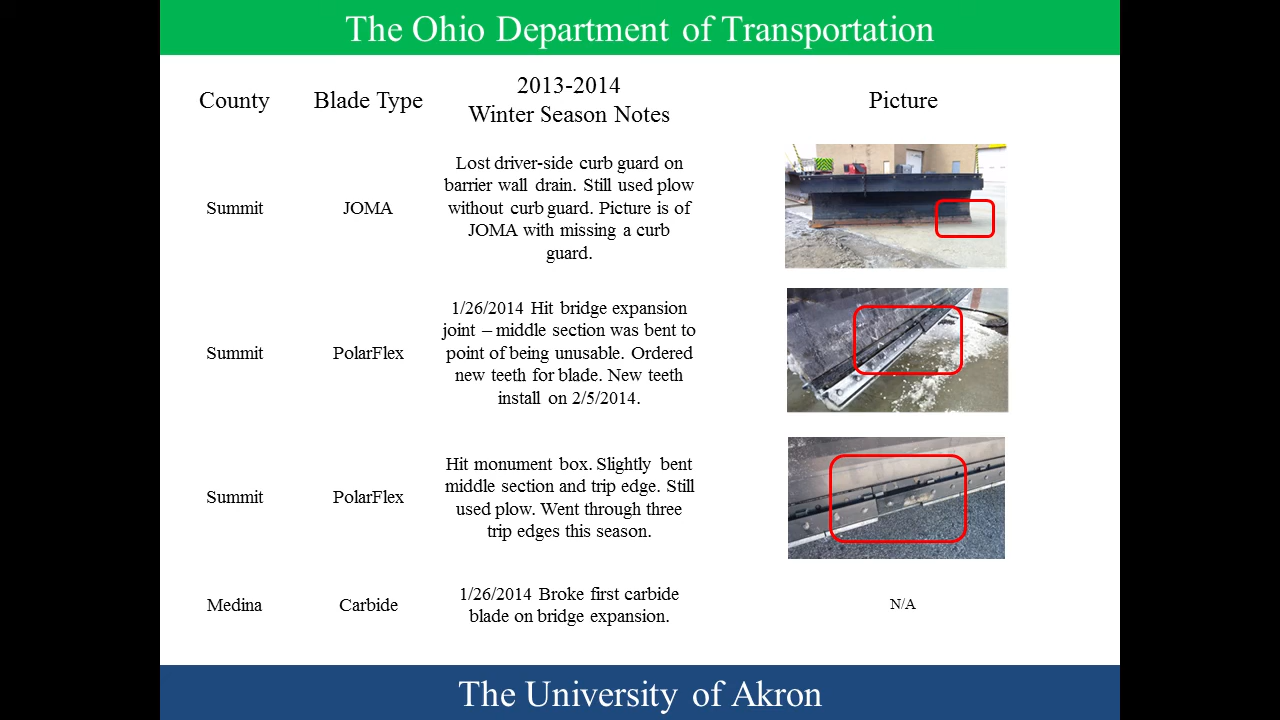 The Ohio Department of Transportation
County
Blade Type
2013-2014
Winter Season Notes
Picture
Summit
JOMA
Lost driver-side curb guard on
barrier wall drain. Still used plow
without curb guard. Picture is of
JOMA with missing a curb
guard.
Summit
PolarFlex
1/26/2014 Hit bridge expansion
joint – middle section was bent to
point of being unusable. Ordered
new teeth for blade. New teeth
install on 2/5/2014.
Summit
PolarFlex
Hit monument box. Slightly bent
middle section and trip edge. Still
used plow. Went through three
trip edges this season.
Medina
Carbide
1/26/2014 Broke first carbide
blade on bridge expansion.
N/A
The University of Akron